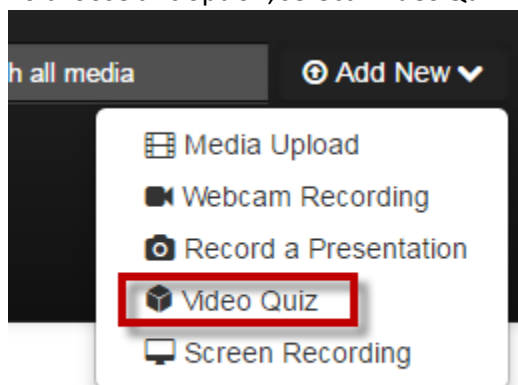 h all media Add New
Media Upload
Webcam Recording
Record a Presentation
Video Quiz
Screen Recording